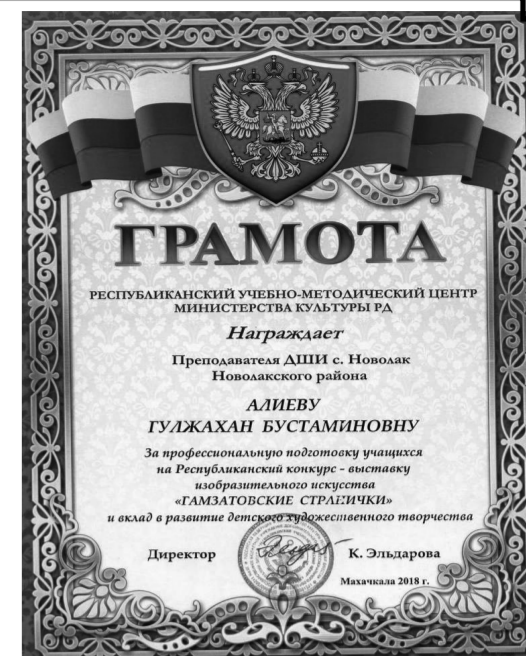 ГРАМОТА
РЕСПУБЛИКАНСКИЙ УЧЕБНО-МЕТОДИЧЕСКИЙ ЦЕНТР
МИНИСТЕРСТВА КУЛЬТУРЫ РД
Награждает
Преподавателя ДШИ с. Новолак
Новолакского района
АЛИЕВУ
ГУЛЖАХАН БУСТАМИНОВНУ
За профессиональную подготовку учащихся
на Республиканский конкурс - выставку
изобразительного искусства
«ГАМЗАТОВСКИЕ СТРАНИЧКИ»
и вклад в развитие детского художественного творчества
Директор К. Эльдарова
Махачкала 2018 г.